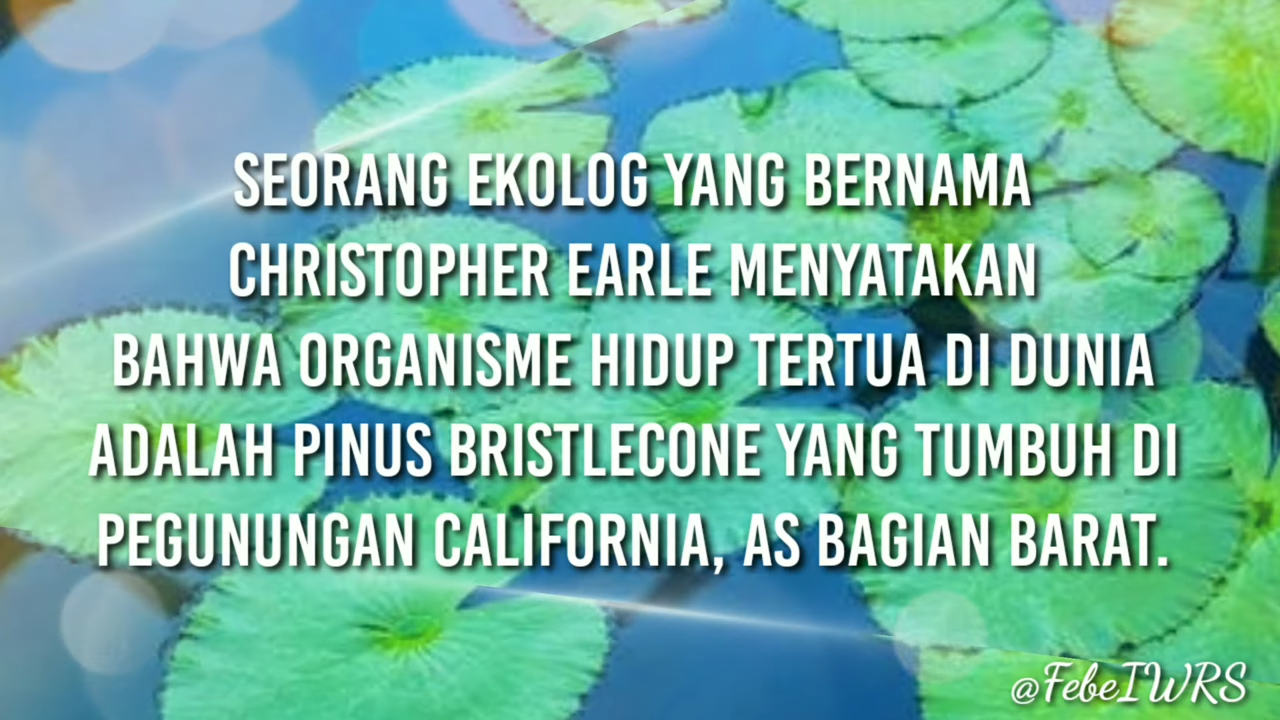 SEORANG EKOLOG YANG BERNAMA
CHRISTOPHER EARLE MENYATAKAN
BAHWA ORGANISME HIDUP TERTUA DI DUNIA
ADALAH PINUS BRISTLECONE YANG TUMBUH DI
PEGUNUNGAN CALIFORNIA, AS BAGIAN BARAT.
@FebeIWRS